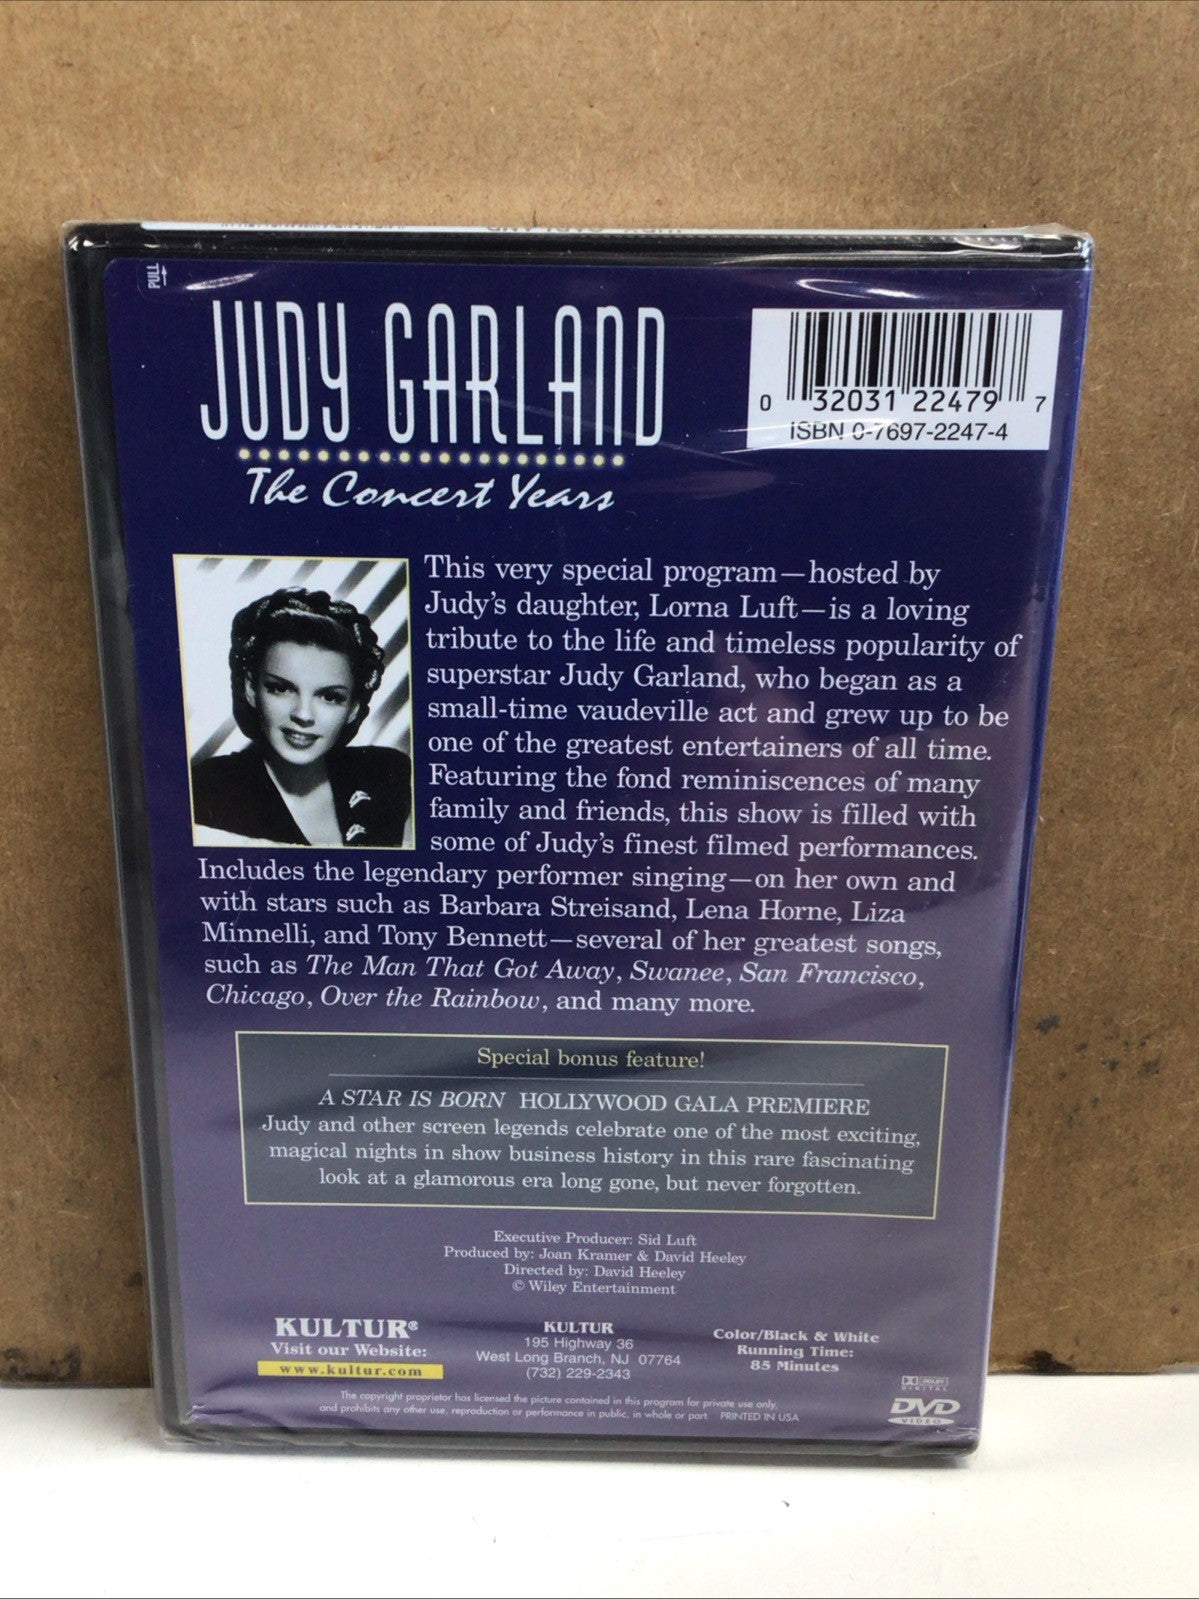 PULL
JUDY GARLAND
The Concert Years
0 32031 22479 7
ISBN 0-7697-2247-4
This very special program—hosted by
Judy's daughter, Lorna Luft—is a loving
tribute to the life and timeless popularity of
superstar Judy Garland, who began as a
small-time vaudeville act and grew up to be
one of the greatest entertainers of all time.
Featuring the fond reminiscences of many
family and friends, this show is filled with
some of Judy's finest filmed performances.
Includes the legendary performer singing—on her own and
with stars such as Barbara Streisand, Lena Horne, Liza
Minnelli, and Tony Bennett—several of her greatest songs,
such as The Man That Got Away, Swanee, San Francisco,
Chicago, Over the Rainbow, and many more.
Special bonus feature!
A STAR IS BORN HOLLYWOOD GALA PREMIERE
Judy and other screen legends celebrate one of the most exciting,
magical nights in show business history in this rare fascinating
look at a glamorous era long gone, but never forgotten.
Executive Producer: Sid Luft
Produced by: Joan Kramer & David Heeley
Directed by: David Heeley
© Wiley Entertainment
KULTUR®
Visit our Website:
www.kultur.com
KULTUR
195 Highway 36
West Long Branch, NJ 07764
(732) 229-2343
Color/Black & White
Running Time:
85 Minutes
The copyright proprietor has licensed the picture contained in this program for private use only,
and prohibits any other use, reproduction or performance in public, in whole or part. PRINTED IN USA
DOLBY
DIGITAL
DVD
VIDEO